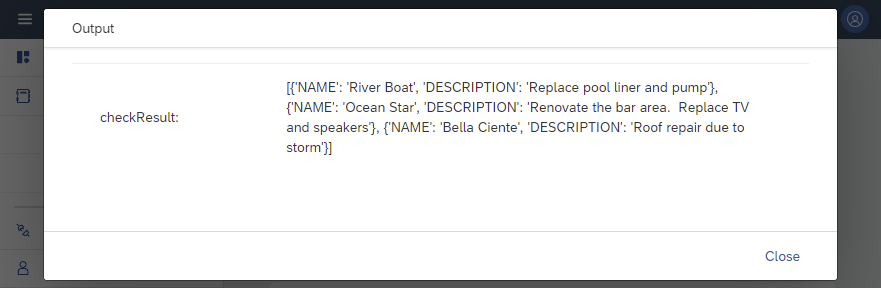 Output
checkResult:
[{'NAME': 'River Boat', 'DESCRIPTION': 'Replace pool liner and pump'},
{'NAME': 'Ocean Star', 'DESCRIPTION': 'Renovate the bar area.  Replace TV
and speakers'}, {'NAME': 'Bella Ciente', 'DESCRIPTION': 'Roof repair due to
storm'}]
Close